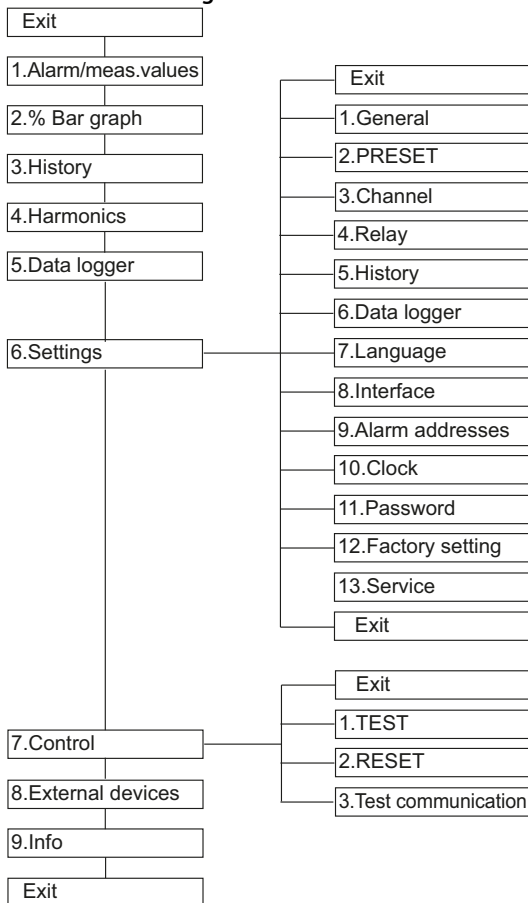 Exit
1.Alarm/meas.values
2.% Bar graph
3.History
4.Harmonics
5.Data logger
6.Settings
Exit
1.General
2.PRESET
3.Channel
4.Relay
5.History
6.Data logger
7.Language
8.Interface
9.Alarm addresses
10.Clock
11.Password
12.Factory setting
13.Service
Exit
7.Control
Exit
1.TEST
2.RESET
3.Test communication
8.External devices
9.Info
Exit